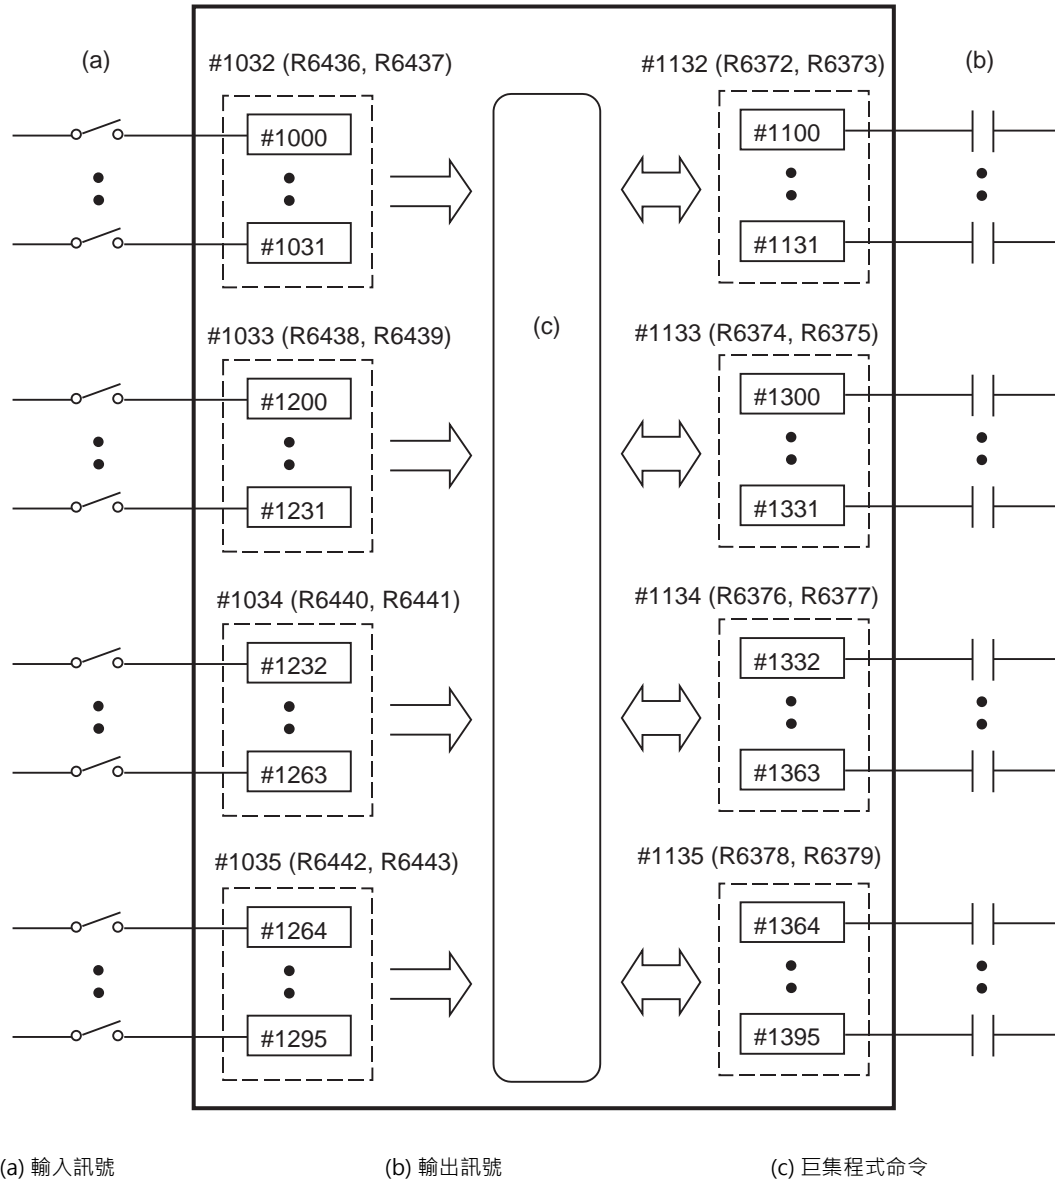 (a)
(b)
#1032 (R6436, R6437)
#1132 (R6372, R6373)
#1000
#1100
#1031
#1131
(c)
#1033 (R6438, R6439)
#1133 (R6374, R6375)
#1200
#1300
#1231
#1331
#1034 (R6440, R6441)
#1134 (R6376, R6377)
#1232
#1332
#1263
#1363
#1035 (R6442, R6443)
#1135 (R6378, R6379)
#1264
#1364
#1295
#1395
(a) 輸入訊號
(b) 輸出訊號
(c) 巨集程式命令